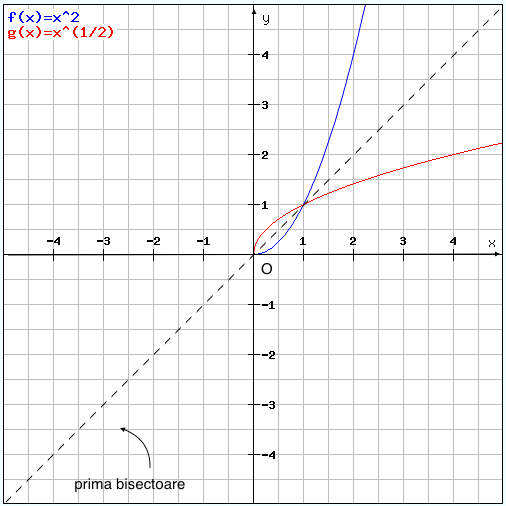 f(x)=x^2
g(x)=x^(1/2)
y
4
3
2
1
-4 -3 -2 -1 1 2 3 4 x
O
-1
-2
-3
-4
prima bisectoare